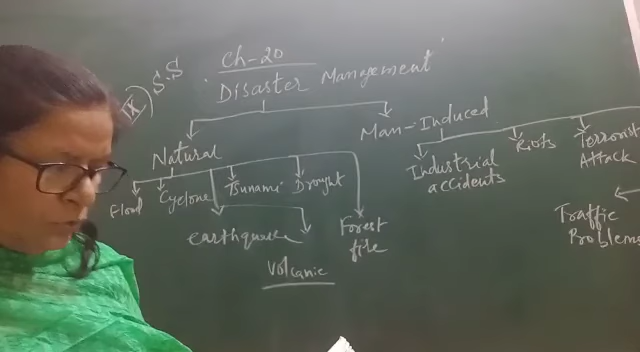 Ch-20
IX) S.S
Disaster Management
Natural
Man-Induced
Flood Cyclone Tsunami Drought
earthquake
Volcanic
Forest
fire
Industrial
accidents
Riots
Terrorist
Attack
Traffic
Problems